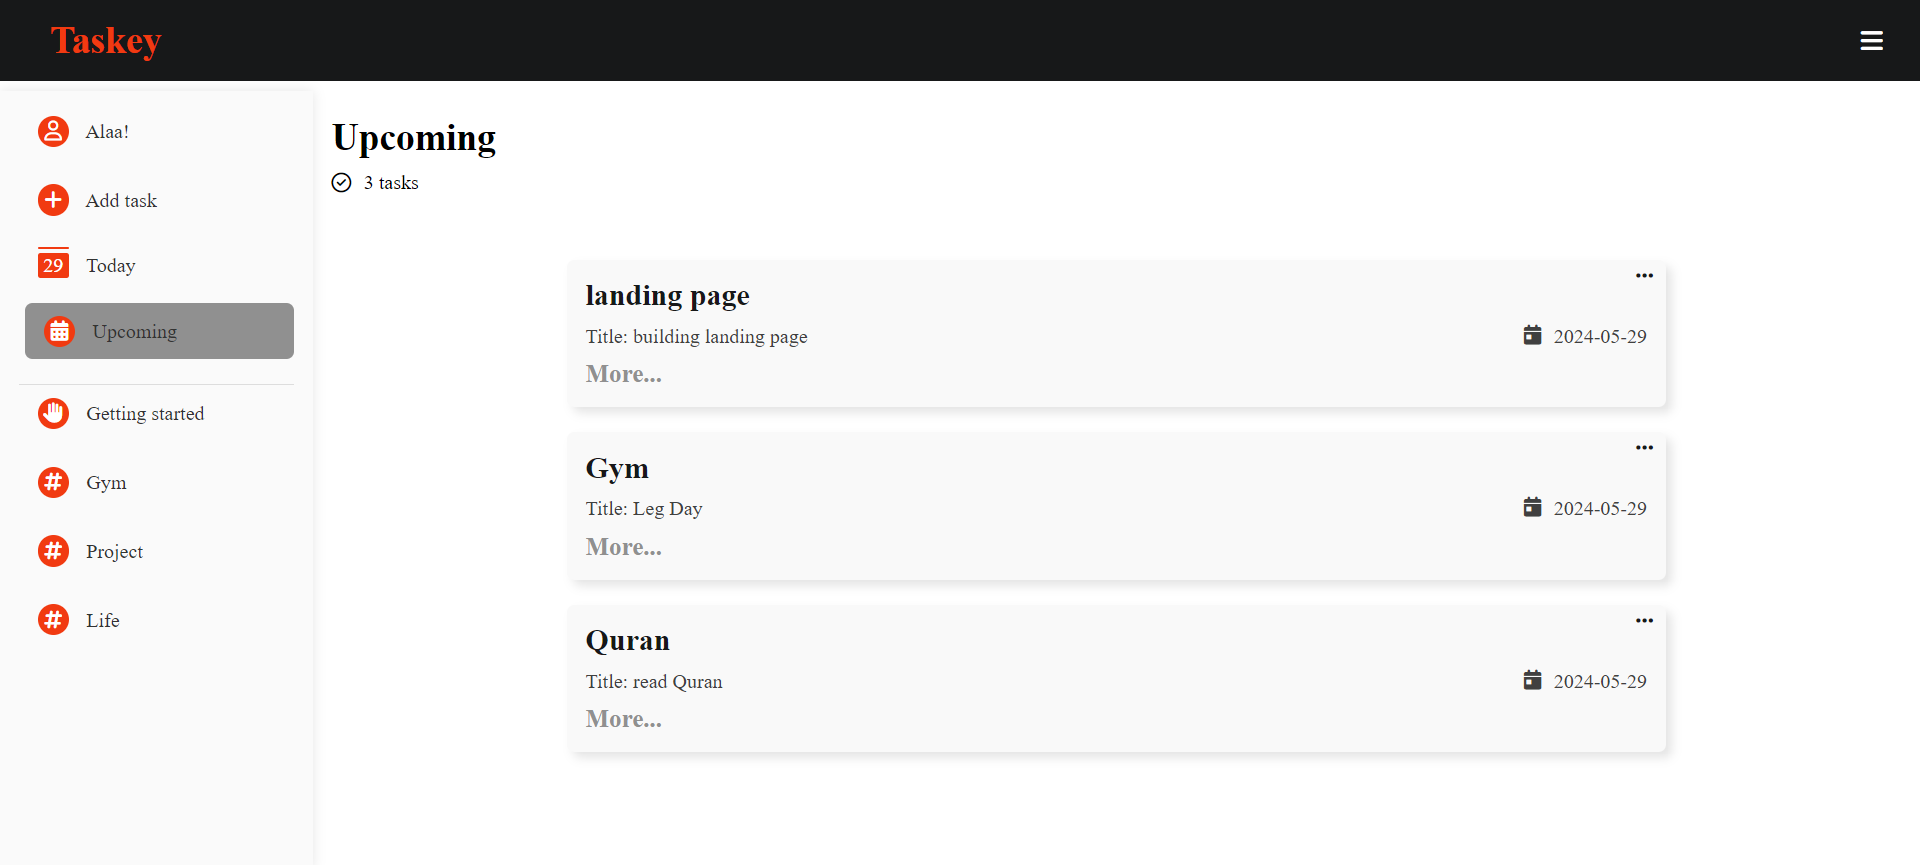 Taskey
Alaa!
Add task
29 Today
Upcoming
Getting started
Gym
Project
Life
Upcoming
3 tasks
landing page
Title: building landing page 2024-05-29
More...
Gym
Title: Leg Day 2024-05-29
More...
Quran
Title: read Quran 2024-05-29
More...